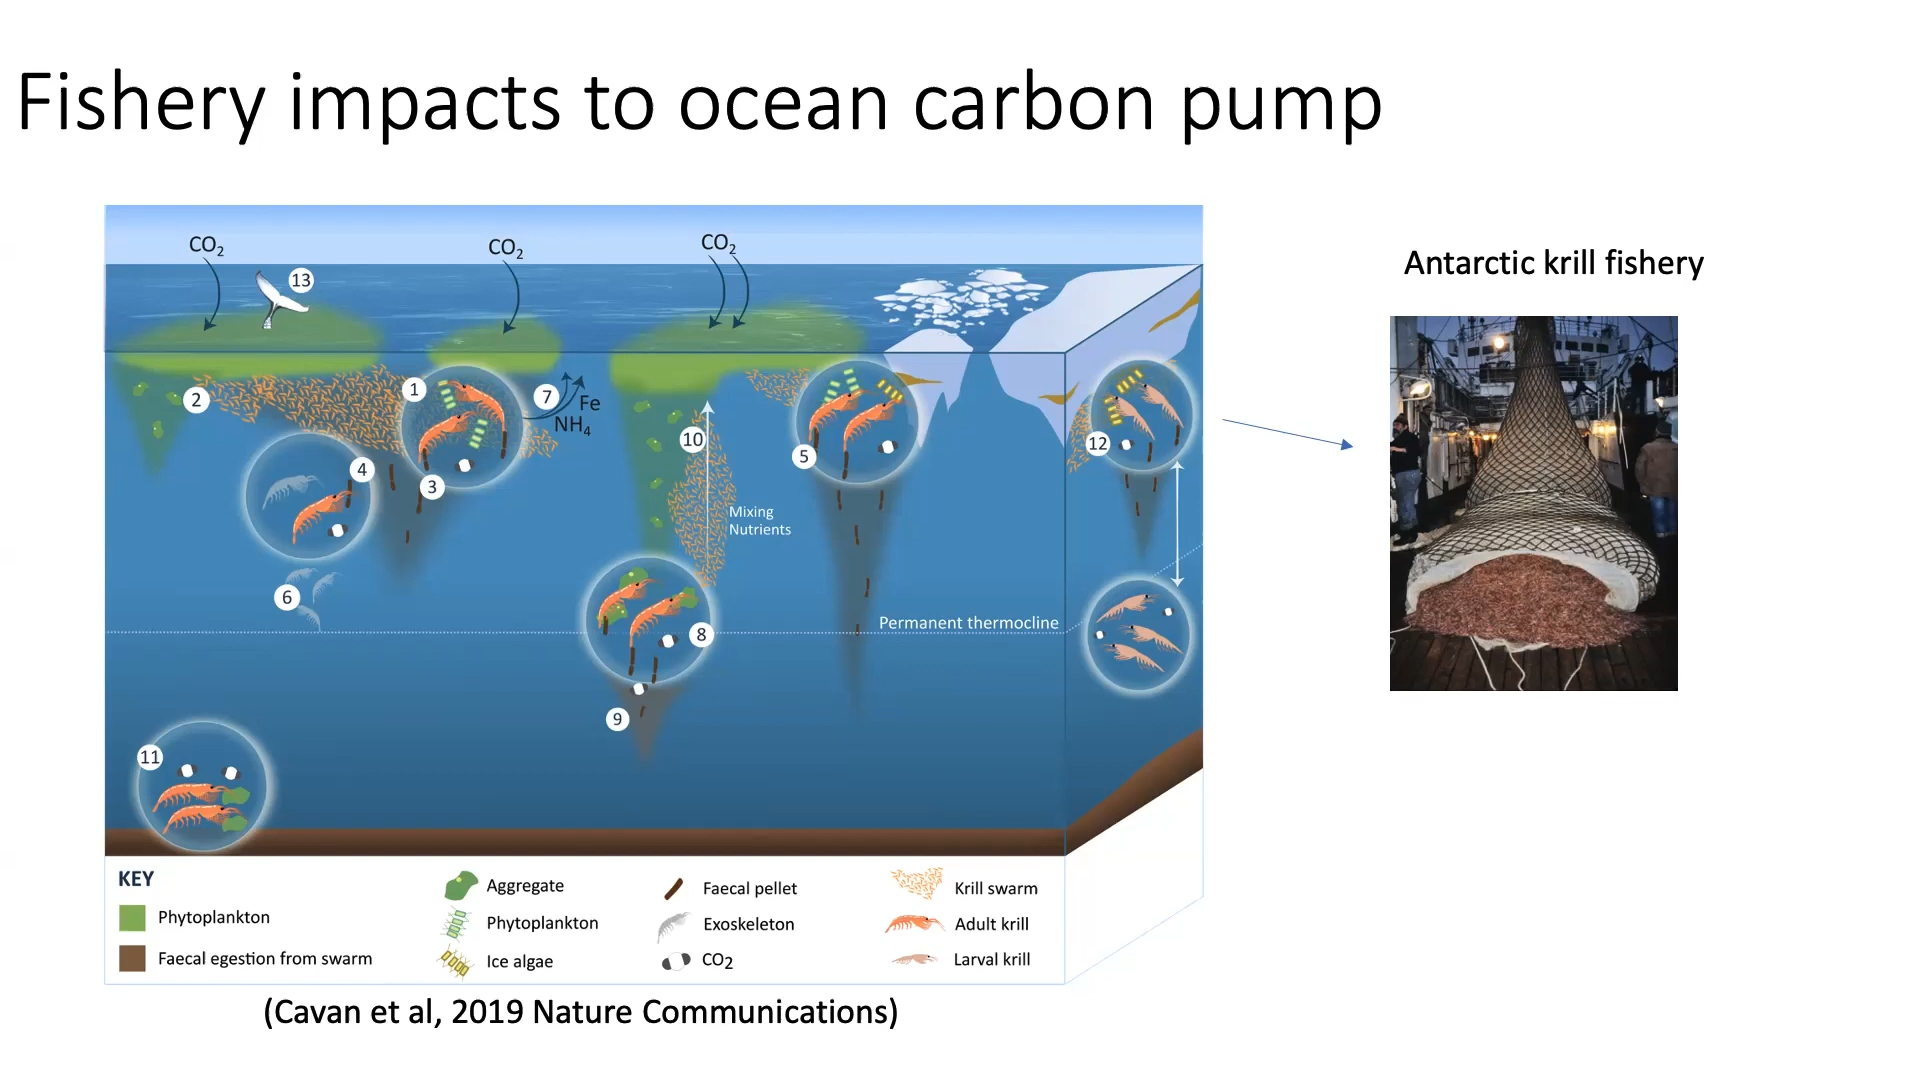 Fishery impacts to ocean carbon pump
CO2
CO2
CO2
13
Antarctic krill fishery
1
2
7
Fe
NH4
10
12
5
4
3
Mixing
Nutrients
6
Permanent thermocline
8
9
11
KEY
Phytoplankton
Faecal egestion from swarm
Aggregate
Phytoplankton
Ice algae
Faecal pellet
Exoskeleton
CO2
Krill swarm
Adult krill
Larval krill
(Cavan et al, 2019 Nature Communications)